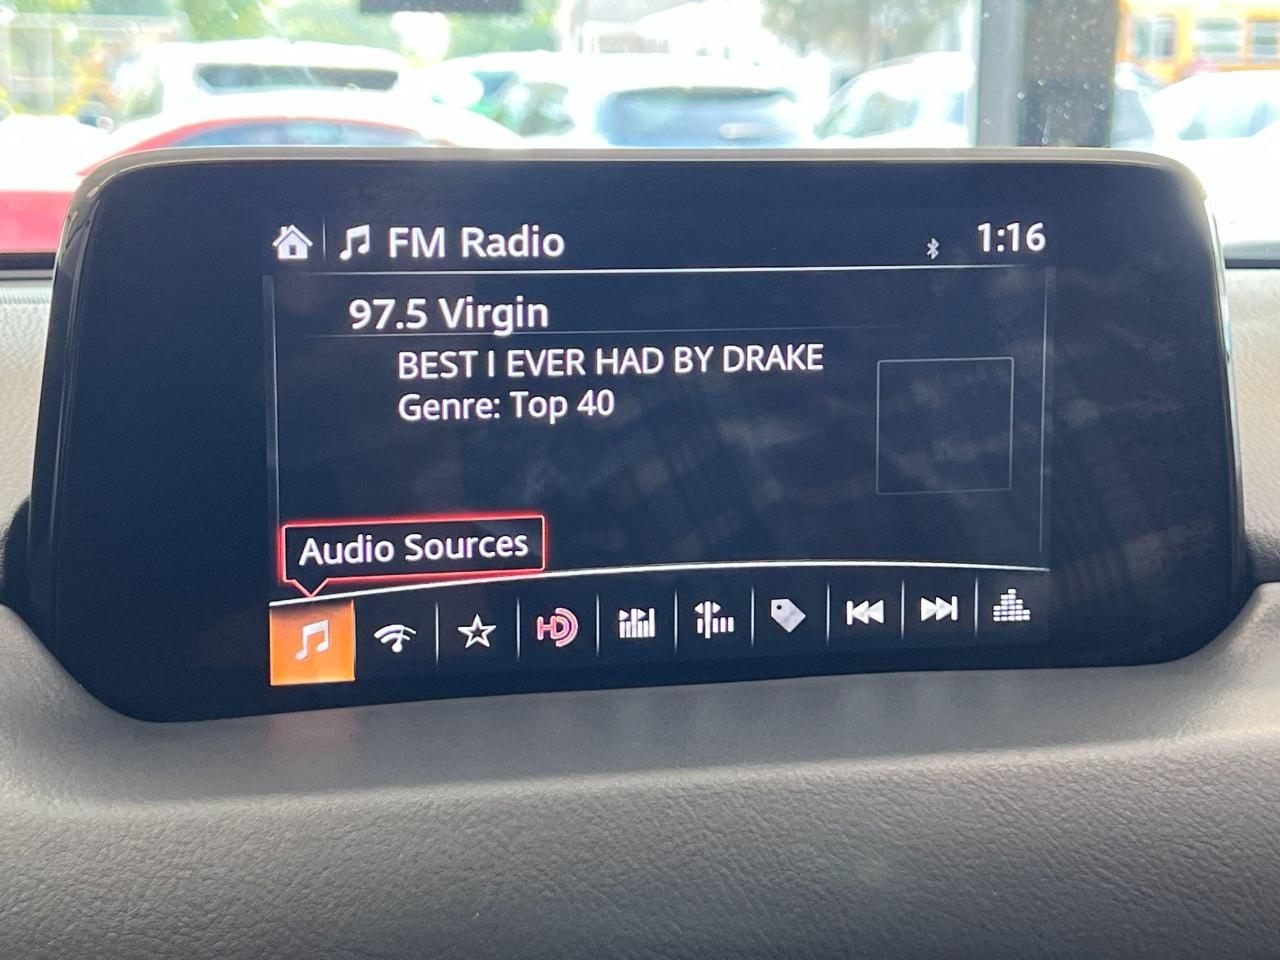 FM Radio
1:16
97.5 Virgin
BEST I EVER HAD BY DRAKE
Genre: Top 40
Audio Sources
HD